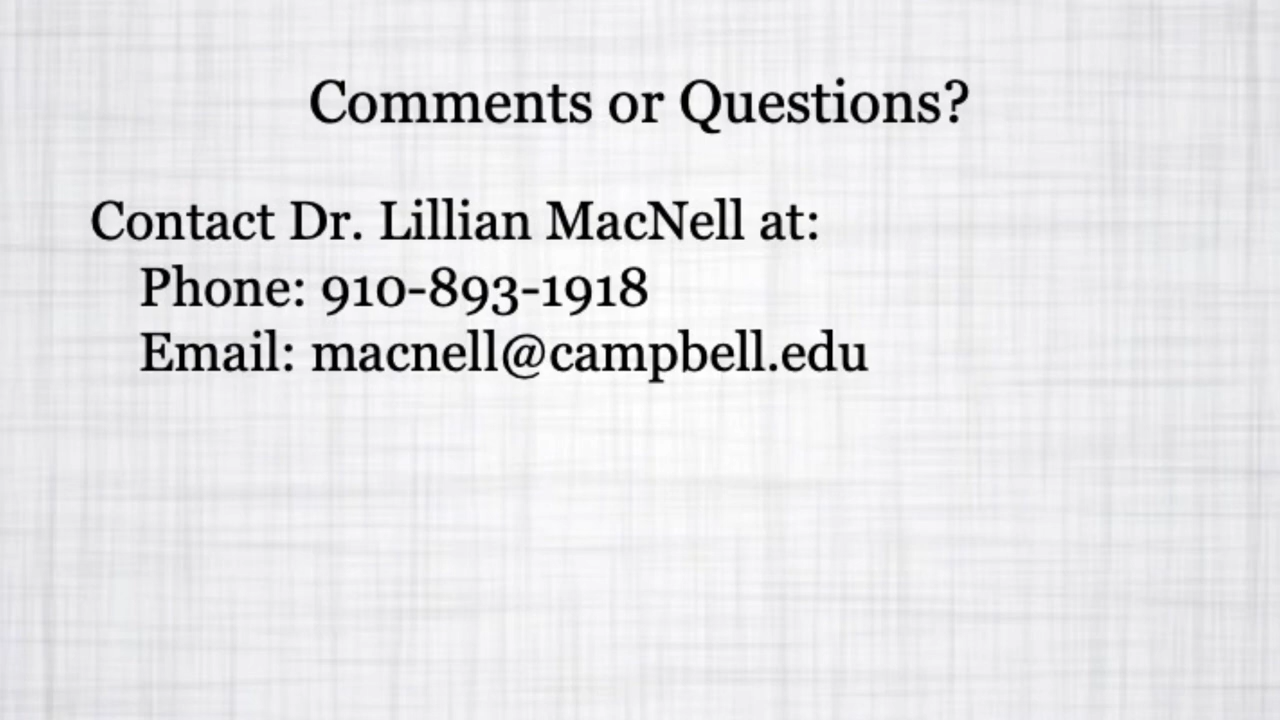 Comments or Questions?
Contact Dr. Lillian MacNell at:
Phone: 910-893-1918
Email: macnell@campbell.edu